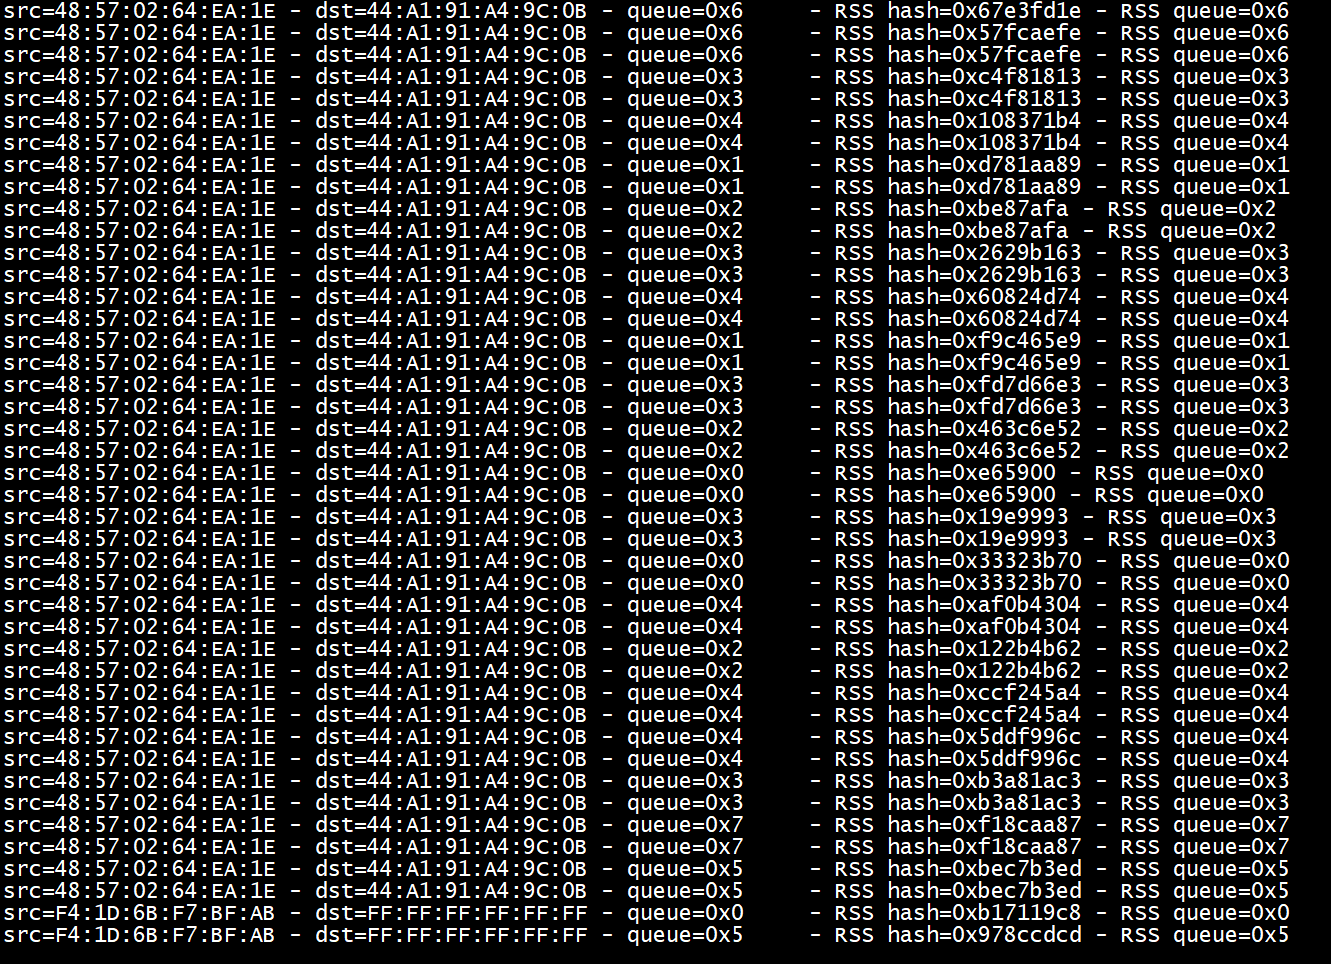 src=48:57:02:64:EA:1E - dst=44:A1:91:A4:9C:0B - queue=0x6 - RSS hash=0x67e3fd1e - RSS queue=0x6
src=48:57:02:64:EA:1E - dst=44:A1:91:A4:9C:0B - queue=0x6 - RSS hash=0x57fcaefe - RSS queue=0x6
src=48:57:02:64:EA:1E - dst=44:A1:91:A4:9C:0B - queue=0x6 - RSS hash=0x57fcaefe - RSS queue=0x6
src=48:57:02:64:EA:1E - dst=44:A1:91:A4:9C:0B - queue=0x3 - RSS hash=0xc4f81813 - RSS queue=0x3
src=48:57:02:64:EA:1E - dst=44:A1:91:A4:9C:0B - queue=0x3 - RSS hash=0xc4f81813 - RSS queue=0x3
src=48:57:02:64:EA:1E - dst=44:A1:91:A4:9C:0B - queue=0x4 - RSS hash=0x108371b4 - RSS queue=0x4
src=48:57:02:64:EA:1E - dst=44:A1:91:A4:9C:0B - queue=0x4 - RSS hash=0x108371b4 - RSS queue=0x4
src=48:57:02:64:EA:1E - dst=44:A1:91:A4:9C:0B - queue=0x1 - RSS hash=0xd781aa89 - RSS queue=0x1
src=48:57:02:64:EA:1E - dst=44:A1:91:A4:9C:0B - queue=0x1 - RSS hash=0xd781aa89 - RSS queue=0x1
src=48:57:02:64:EA:1E - dst=44:A1:91:A4:9C:0B - queue=0x2 - RSS hash=0xbe87afa - RSS queue=0x2
src=48:57:02:64:EA:1E - dst=44:A1:91:A4:9C:0B - queue=0x2 - RSS hash=0xbe87afa - RSS queue=0x2
src=48:57:02:64:EA:1E - dst=44:A1:91:A4:9C:0B - queue=0x3 - RSS hash=0x2629b163 - RSS queue=0x3
src=48:57:02:64:EA:1E - dst=44:A1:91:A4:9C:0B - queue=0x3 - RSS hash=0x2629b163 - RSS queue=0x3
src=48:57:02:64:EA:1E - dst=44:A1:91:A4:9C:0B - queue=0x4 - RSS hash=0x60824d74 - RSS queue=0x4
src=48:57:02:64:EA:1E - dst=44:A1:91:A4:9C:0B - queue=0x4 - RSS hash=0x60824d74 - RSS queue=0x4
src=48:57:02:64:EA:1E - dst=44:A1:91:A4:9C:0B - queue=0x1 - RSS hash=0xf9c465e9 - RSS queue=0x1
src=48:57:02:64:EA:1E - dst=44:A1:91:A4:9C:0B - queue=0x1 - RSS hash=0xf9c465e9 - RSS queue=0x1
src=48:57:02:64:EA:1E - dst=44:A1:91:A4:9C:0B - queue=0x3 - RSS hash=0xfd7d66e3 - RSS queue=0x3
src=48:57:02:64:EA:1E - dst=44:A1:91:A4:9C:0B - queue=0x3 - RSS hash=0xfd7d66e3 - RSS queue=0x3
src=48:57:02:64:EA:1E - dst=44:A1:91:A4:9C:0B - queue=0x2 - RSS hash=0x463c6e52 - RSS queue=0x2
src=48:57:02:64:EA:1E - dst=44:A1:91:A4:9C:0B - queue=0x2 - RSS hash=0x463c6e52 - RSS queue=0x2
src=48:57:02:64:EA:1E - dst=44:A1:91:A4:9C:0B - queue=0x0 - RSS hash=0xe65900 - RSS queue=0x0
src=48:57:02:64:EA:1E - dst=44:A1:91:A4:9C:0B - queue=0x0 - RSS hash=0xe65900 - RSS queue=0x0
src=48:57:02:64:EA:1E - dst=44:A1:91:A4:9C:0B - queue=0x3 - RSS hash=0x19e9993 - RSS queue=0x3
src=48:57:02:64:EA:1E - dst=44:A1:91:A4:9C:0B - queue=0x3 - RSS hash=0x19e9993 - RSS queue=0x3
src=48:57:02:64:EA:1E - dst=44:A1:91:A4:9C:0B - queue=0x0 - RSS hash=0x33323b70 - RSS queue=0x0
src=48:57:02:64:EA:1E - dst=44:A1:91:A4:9C:0B - queue=0x0 - RSS hash=0x33323b70 - RSS queue=0x0
src=48:57:02:64:EA:1E - dst=44:A1:91:A4:9C:0B - queue=0x4 - RSS hash=0xaf0b4304 - RSS queue=0x4
src=48:57:02:64:EA:1E - dst=44:A1:91:A4:9C:0B - queue=0x4 - RSS hash=0xaf0b4304 - RSS queue=0x4
src=48:57:02:64:EA:1E - dst=44:A1:91:A4:9C:0B - queue=0x2 - RSS hash=0x122b4b62 - RSS queue=0x2
src=48:57:02:64:EA:1E - dst=44:A1:91:A4:9C:0B - queue=0x2 - RSS hash=0x122b4b62 - RSS queue=0x2
src=48:57:02:64:EA:1E - dst=44:A1:91:A4:9C:0B - queue=0x4 - RSS hash=0xccf245a4 - RSS queue=0x4
src=48:57:02:64:EA:1E - dst=44:A1:91:A4:9C:0B - queue=0x4 - RSS hash=0xccf245a4 - RSS queue=0x4
src=48:57:02:64:EA:1E - dst=44:A1:91:A4:9C:0B - queue=0x4 - RSS hash=0x5ddf996c - RSS queue=0x4
src=48:57:02:64:EA:1E - dst=44:A1:91:A4:9C:0B - queue=0x4 - RSS hash=0x5ddf996c - RSS queue=0x4
src=48:57:02:64:EA:1E - dst=44:A1:91:A4:9C:0B - queue=0x3 - RSS hash=0xb3a81ac3 - RSS queue=0x3
src=48:57:02:64:EA:1E - dst=44:A1:91:A4:9C:0B - queue=0x3 - RSS hash=0xb3a81ac3 - RSS queue=0x3
src=48:57:02:64:EA:1E - dst=44:A1:91:A4:9C:0B - queue=0x7 - RSS hash=0xf18caa87 - RSS queue=0x7
src=48:57:02:64:EA:1E - dst=44:A1:91:A4:9C:0B - queue=0x7 - RSS hash=0xf18caa87 - RSS queue=0x7
src=48:57:02:64:EA:1E - dst=44:A1:91:A4:9C:0B - queue=0x5 - RSS hash=0xbec7b3ed - RSS queue=0x5
src=48:57:02:64:EA:1E - dst=44:A1:91:A4:9C:0B - queue=0x5 - RSS hash=0xbec7b3ed - RSS queue=0x5
src=F4:1D:6B:F7:BF:AB - dst=FF:FF:FF:FF:FF:FF - queue=0x0 - RSS hash=0xb17119c8 - RSS queue=0x0
src=F4:1D:6B:F7:BF:AB - dst=FF:FF:FF:FF:FF:FF - queue=0x5 - RSS hash=0x978ccdcd - RSS queue=0x5